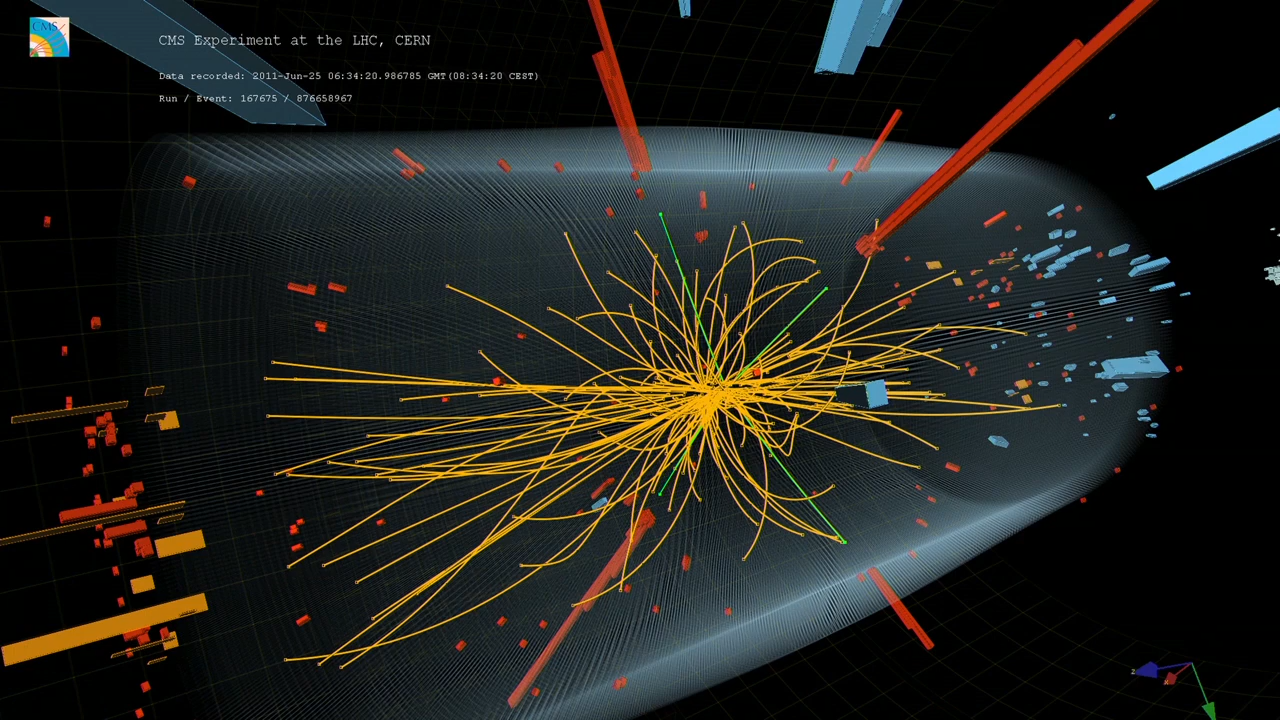 CMS
CMS Experiment at the LHC, CERN
Data recorded: 2011-Jun-25 06:34:20.986785 GMT(08:34:20 CEST)
Run / Event: 167675 / 876658967
z
x